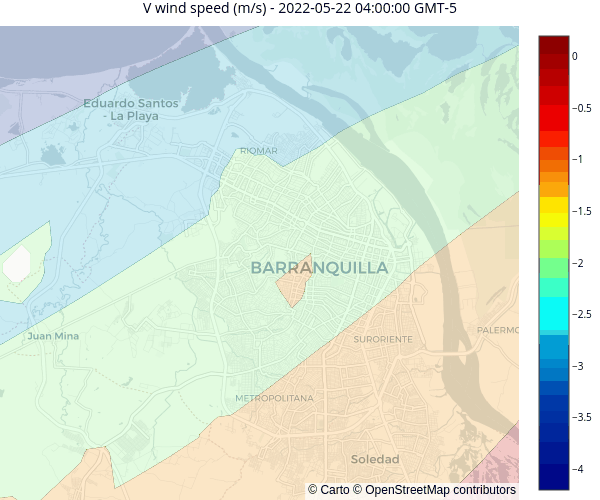 V wind speed (m/s) - 2022-05-22 04:00:00 GMT-5
Eduardo Santos
- La Playa
RIOMAR
BARRANQUILLA
Juan Mina
SURORIENTE
PALERMO
METROPOLITANA
Soledad
© Carto © OpenStreetMap contributors
0
−0.5
−1
−1.5
−2
−2.5
−3
−3.5
−4